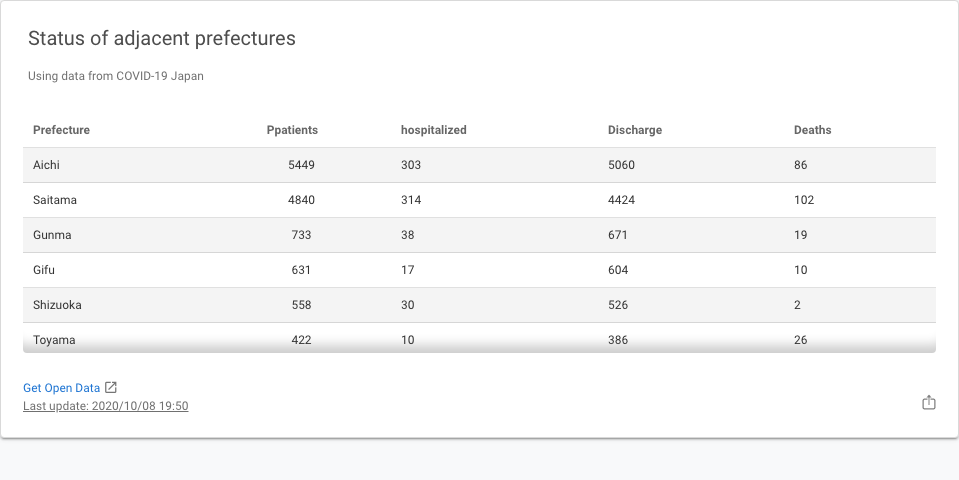 Status of adjacent prefectures
Using data from COVID-19 Japan
Prefecture Ppatients hospitalized Discharge Deaths
Aichi 5449 303 5060 86
Saitama 4840 314 4424 102
Gunma 733 38 671 19
Gifu 631 17 604 10
Shizuoka 558 30 526 2
Toyama 422 10 386 26
Get Open Data
Last update: 2020/10/08 19:50